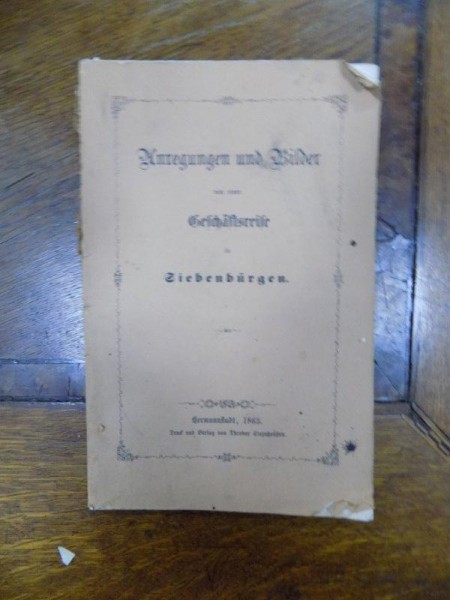 Anregungen und Bilder
von einer
Geschäftsreise
in
Siebenbürgen.
Hermannstadt, 1863.
Druck und Verlag von Theodor Steinhaußen.